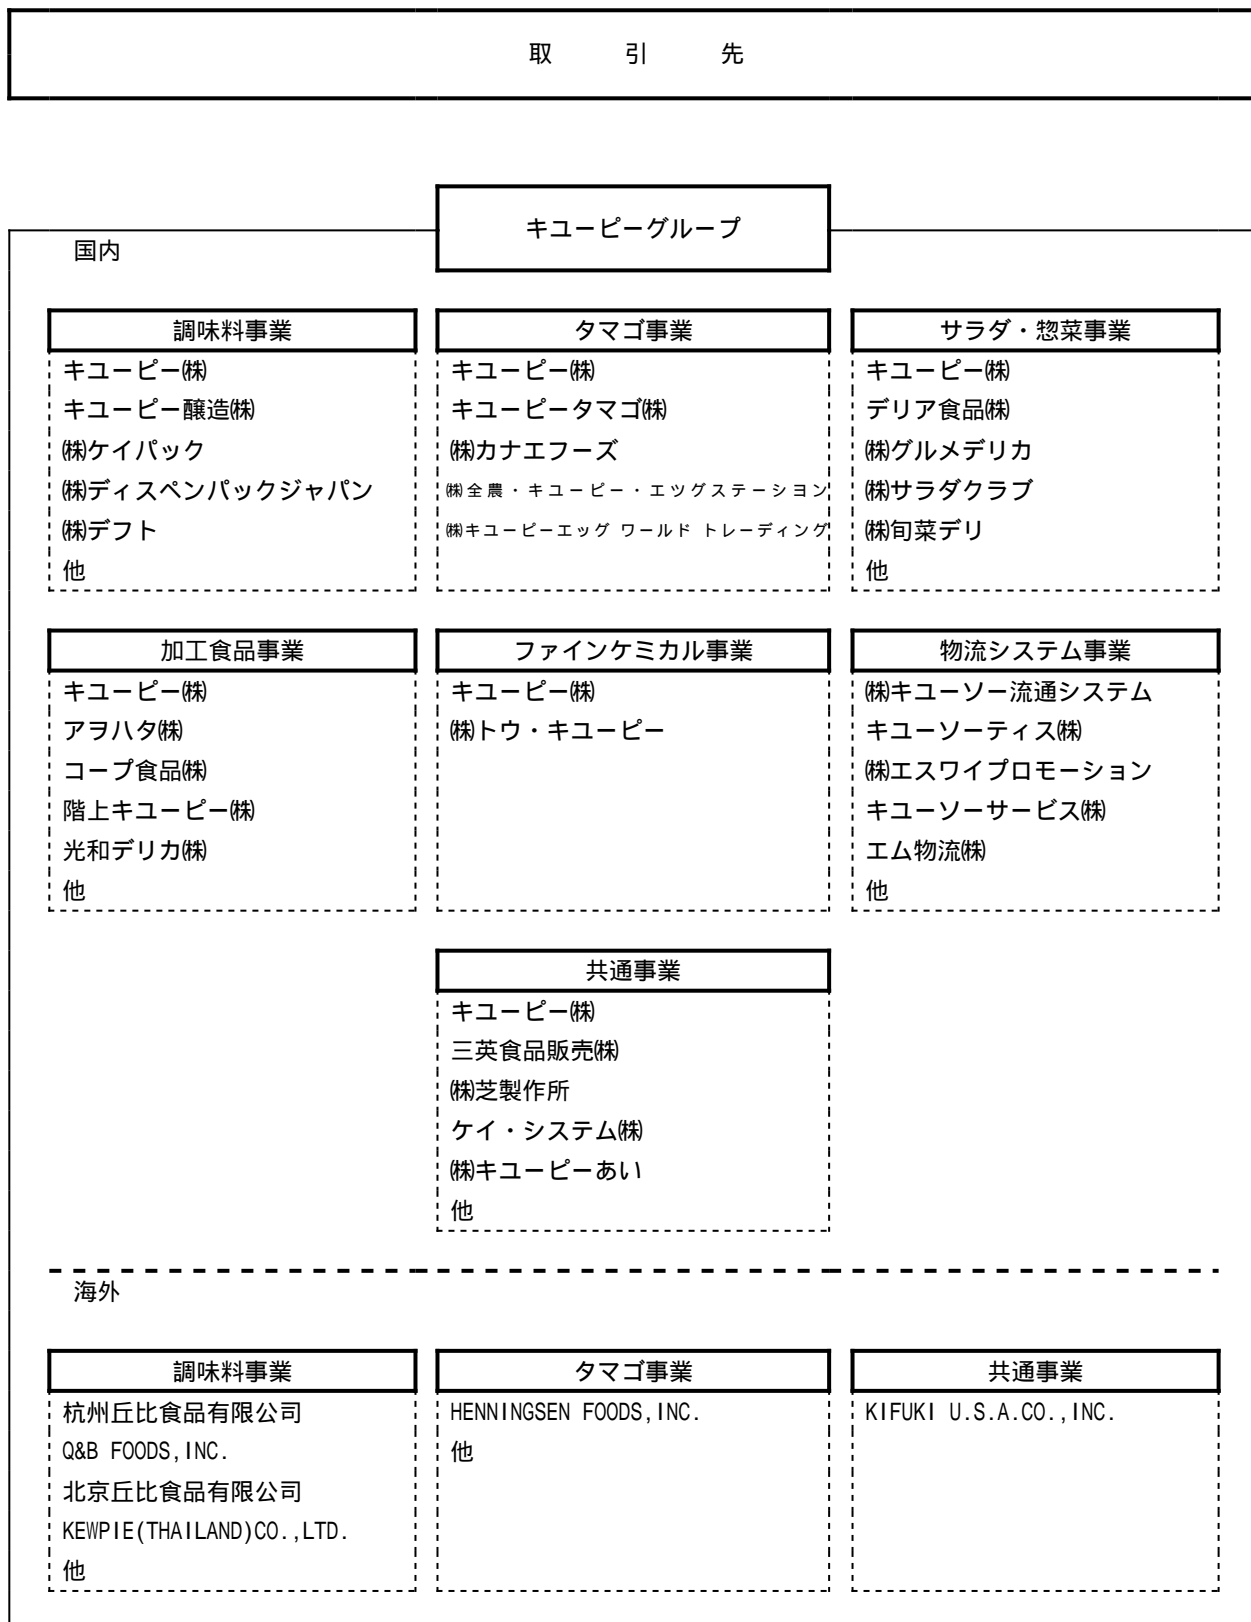 取 引 先
キユーピーグループ
国内
調味料事業
キユーピー㈱
キユーピー醸造㈱
㈱ケイパック
㈱ディスペンパックジャパン
㈱デフト
他
タマゴ事業
キユーピー㈱
キユーピータマゴ㈱
㈱カナエフーズ
㈱全農・キユーピー・エツグステーシヨン
㈱キユーピーエッグ ワールド トレーディング
サラダ・惣菜事業
キユーピー㈱
デリア食品㈱
㈱グルメデリカ
㈱サラダクラブ
㈱旬菜デリ
他
加工食品事業
キユーピー㈱
アヲハタ㈱
コープ食品㈱
階上キユーピー㈱
光和デリカ㈱
他
ファインケミカル事業
キユーピー㈱
㈱トウ・キユーピー
物流システム事業
㈱キユーソー流通システム
キユーソーティス㈱
㈱エスワイプロモーション
キユーソーサービス㈱
エム物流㈱
他
共通事業
キユーピー㈱
三英食品販売㈱
㈱芝製作所
ケイ・システム㈱
㈱キユーピーあい
他
海外
調味料事業
杭州丘比食品有限公司
Q&B FOODS,INC.
北京丘比食品有限公司
KEWPIE(THAILAND)CO.,LTD.
他
タマゴ事業
HENNINGSEN FOODS,INC.
他
共通事業
KIFUKI U.S.A.CO.,INC.